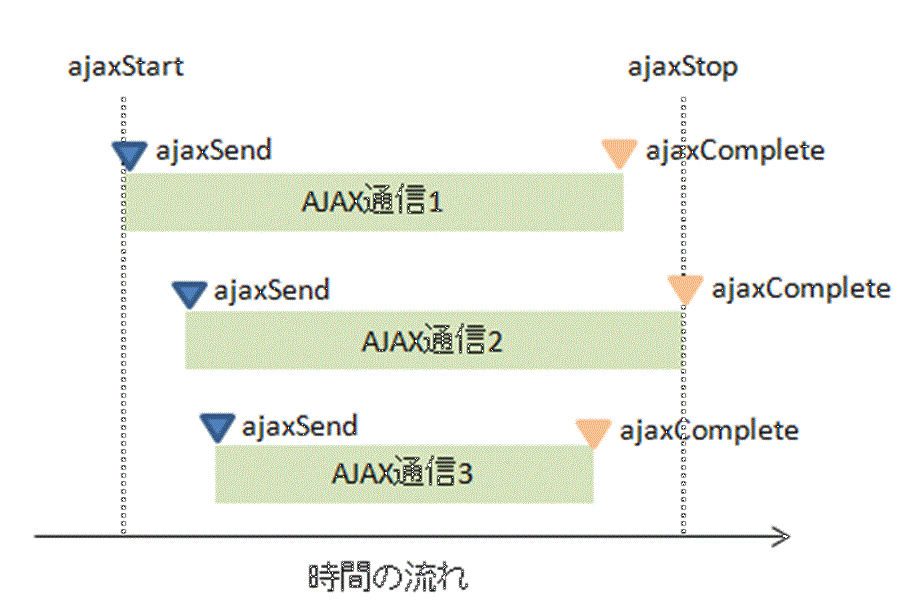 ajaxStart
ajaxStop
ajaxSend
ajaxComplete
AJAX通信1
ajaxSend
ajaxComplete
AJAX通信2
ajaxSend
ajaxComplete
AJAX通信3
時間の流れ